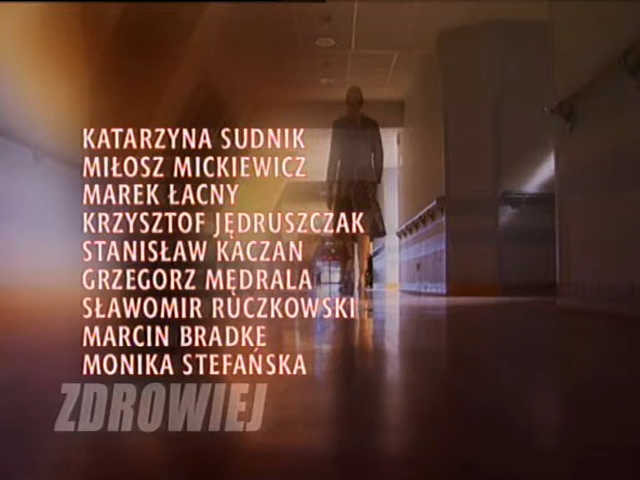 KATARZYNA SUDNIK
MIŁOSZ MICKIEWICZ
MAREK ŁACNY
KRZYSZTOF JĘDRUSZCZAK
STANISŁAW KACZAN
GRZEGORZ MĘDRALA
SŁAWOMIR RUCZKOWSKI
MARCIN BRADKE
MONIKA STEFAŃSKA
ZDROWIEJ